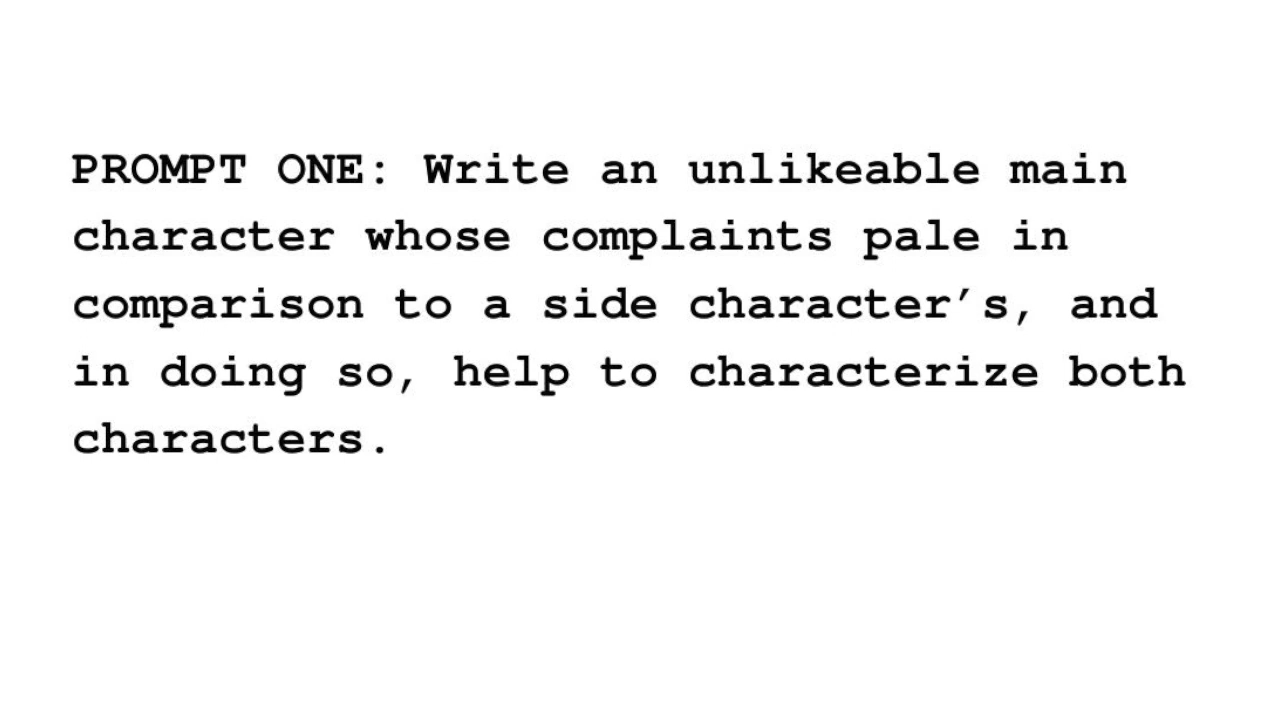 PROMPT ONE: Write an unlikeable main
character whose complaints pale in
comparison to a side character’s, and
in doing so, help to characterize both
characters.